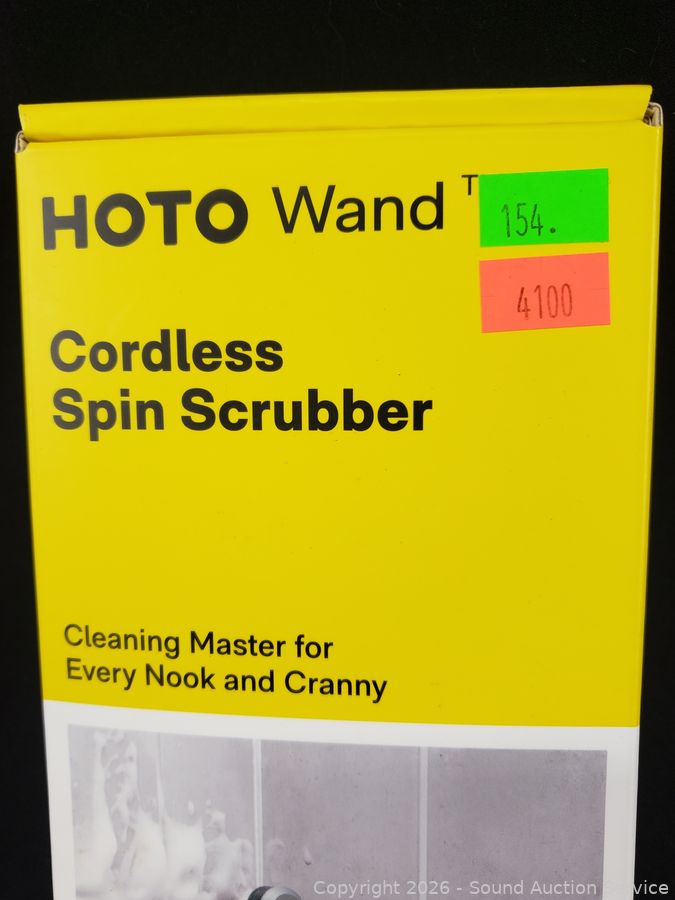 HOTO Wand T
154.
4100
Cordless
Spin Scrubber
Cleaning Master for
Every Nook and Cranny
Copyright 2026 - Sound Auction Service